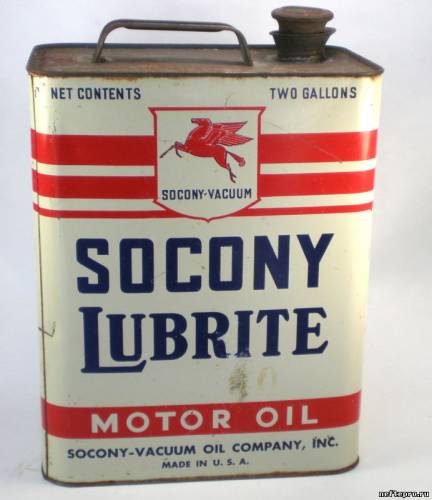 NET CONTENTS TWO GALLONS
SOCONY-VACUUM
SOCONY
LUBRITE
MOTOR OIL
SOCONY-VACUUM OIL COMPANY, INC.
MADE IN U. S. A.
neftepro.ru